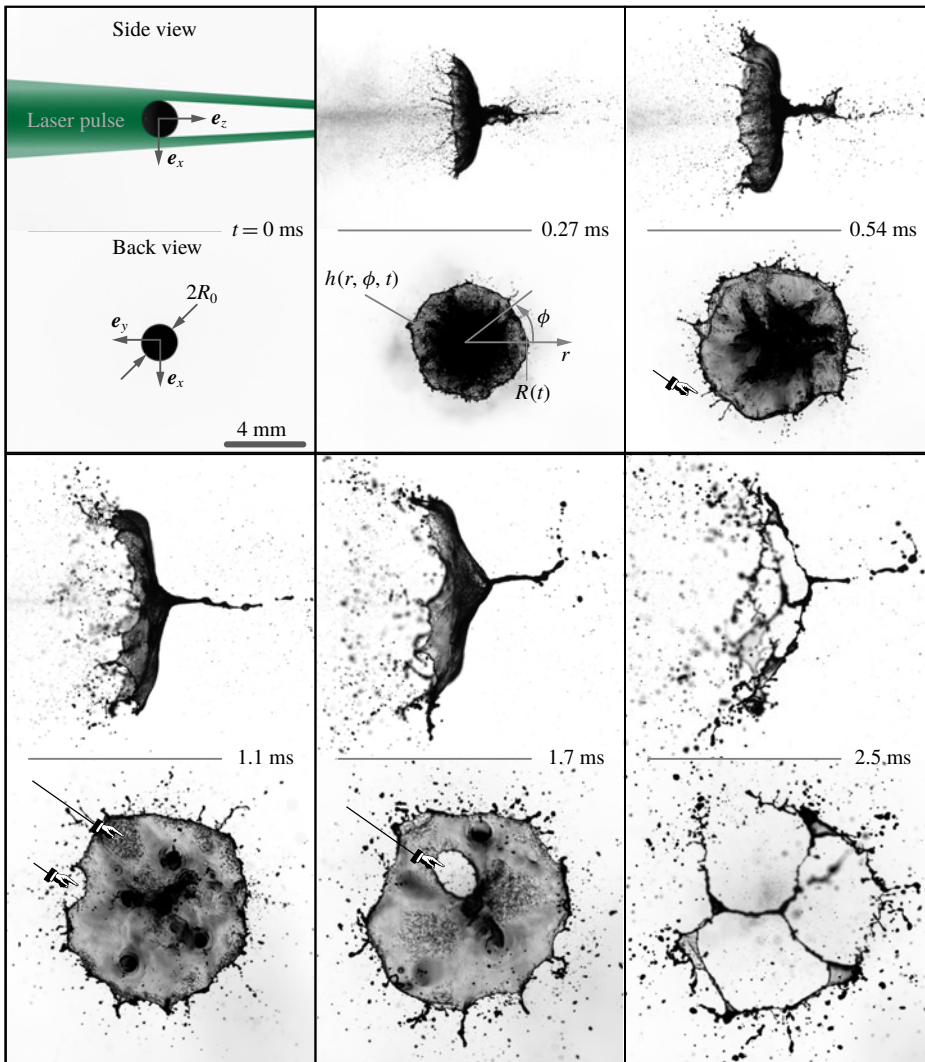 Side view
Laser pulse
e_z
e_x
t = 0 ms
0.27 ms
0.54 ms
Back view
2R_0
e_y
e_x
4 mm
h(r, ϕ, t)
ϕ
r
R(t)
1.1 ms
1.7 ms
2.5 ms